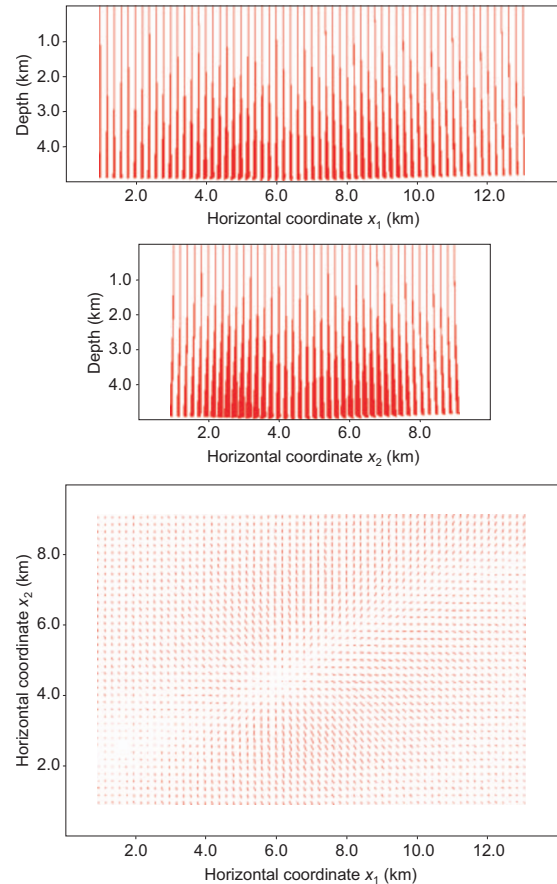 1.0
2.0
3.0
4.0
Depth (km)
2.0 4.0 6.0 8.0 10.0 12.0
Horizontal coordinate x₁ (km)
1.0
2.0
3.0
4.0
Depth (km)
2.0 4.0 6.0 8.0
Horizontal coordinate x₂ (km)
8.0
6.0
4.0
2.0
Horizontal coordinate x₂ (km)
2.0 4.0 6.0 8.0 10.0 12.0
Horizontal coordinate x₁ (km)